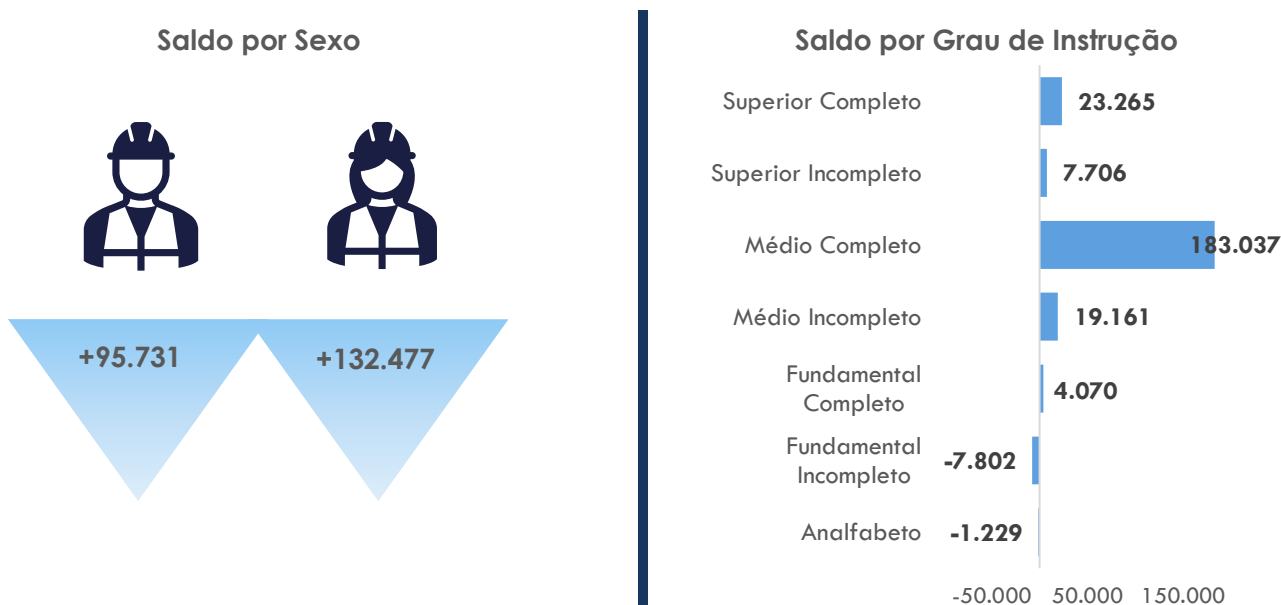 Saldo por Sexo
+95.731
+132.477
Saldo por Grau de Instrução
Superior Completo
23.265
Superior Incompleto
7.706
Médio Completo
183.037
Médio Incompleto
19.161
Fundamental
Completo
4.070
Fundamental
Incompleto
-7.802
Analfabeto
-1.229
-50.000 50.000 150.000